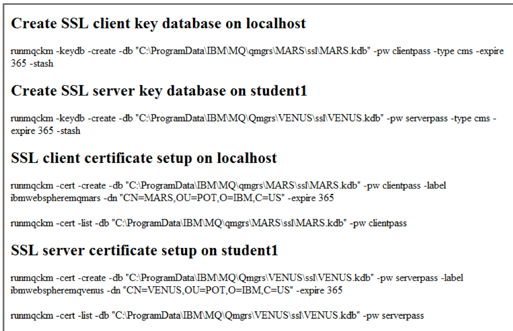 Create SSL client key database on localhost
runmqckm -keydb -create -db "C:\ProgramData\IBM\MQ\qmgrs\MARS\ssl\MARS.kdb" -pw clientpass -type cms -expire
365 -stash
Create SSL server key database on student1
runmqckm -keydb -create -db "C:\ProgramData\IBM\MQ\Qmgrs\VENUS\ssl\VENUS.kdb" -pw serverpass -type cms -
expire 365 -stash
SSL client certificate setup on localhost
runmqckm -cert -create -db "C:\ProgramData\IBM\MQ\qmgrs\MARS\ssl\MARS.kdb" -pw clientpass -label
ibmwebspheremqmars -dn "CN=MARS,OU=POT,O=IBM,C=US" -expire 365
runmqckm -cert -list -db "C:\ProgramData\IBM\MQ\qmgrs\MARS\ssl\MARS.kdb" -pw clientpass
SSL server certificate setup on student1
runmqckm -cert -create -db "C:\ProgramData\IBM\MQ\Qmgrs\VENUS\ssl\VENUS.kdb" -pw serverpass -label
ibmwebspheremqvenus -dn "CN=VENUS,OU=POT,O=IBM,C=US" -expire 365
runmqckm -cert -list -db "C:\ProgramData\IBM\MQ\Qmgrs\VENUS\ssl\VENUS.kdb" -pw serverpass